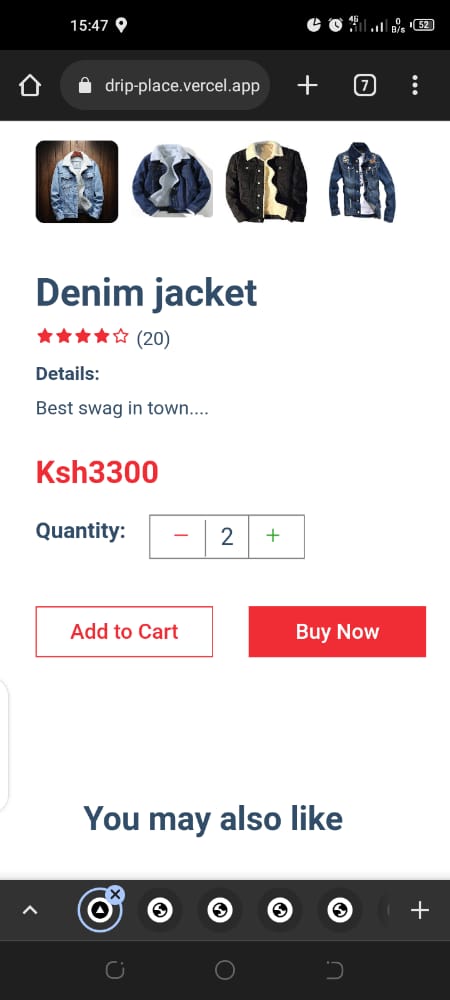 15:47
4G
0
B/s
52
drip-place.vercel.app
7
Denim jacket
(20)
Details:
Best swag in town....
Ksh3300
Quantity:
− 2 +
Add to Cart
Buy Now
You may also like